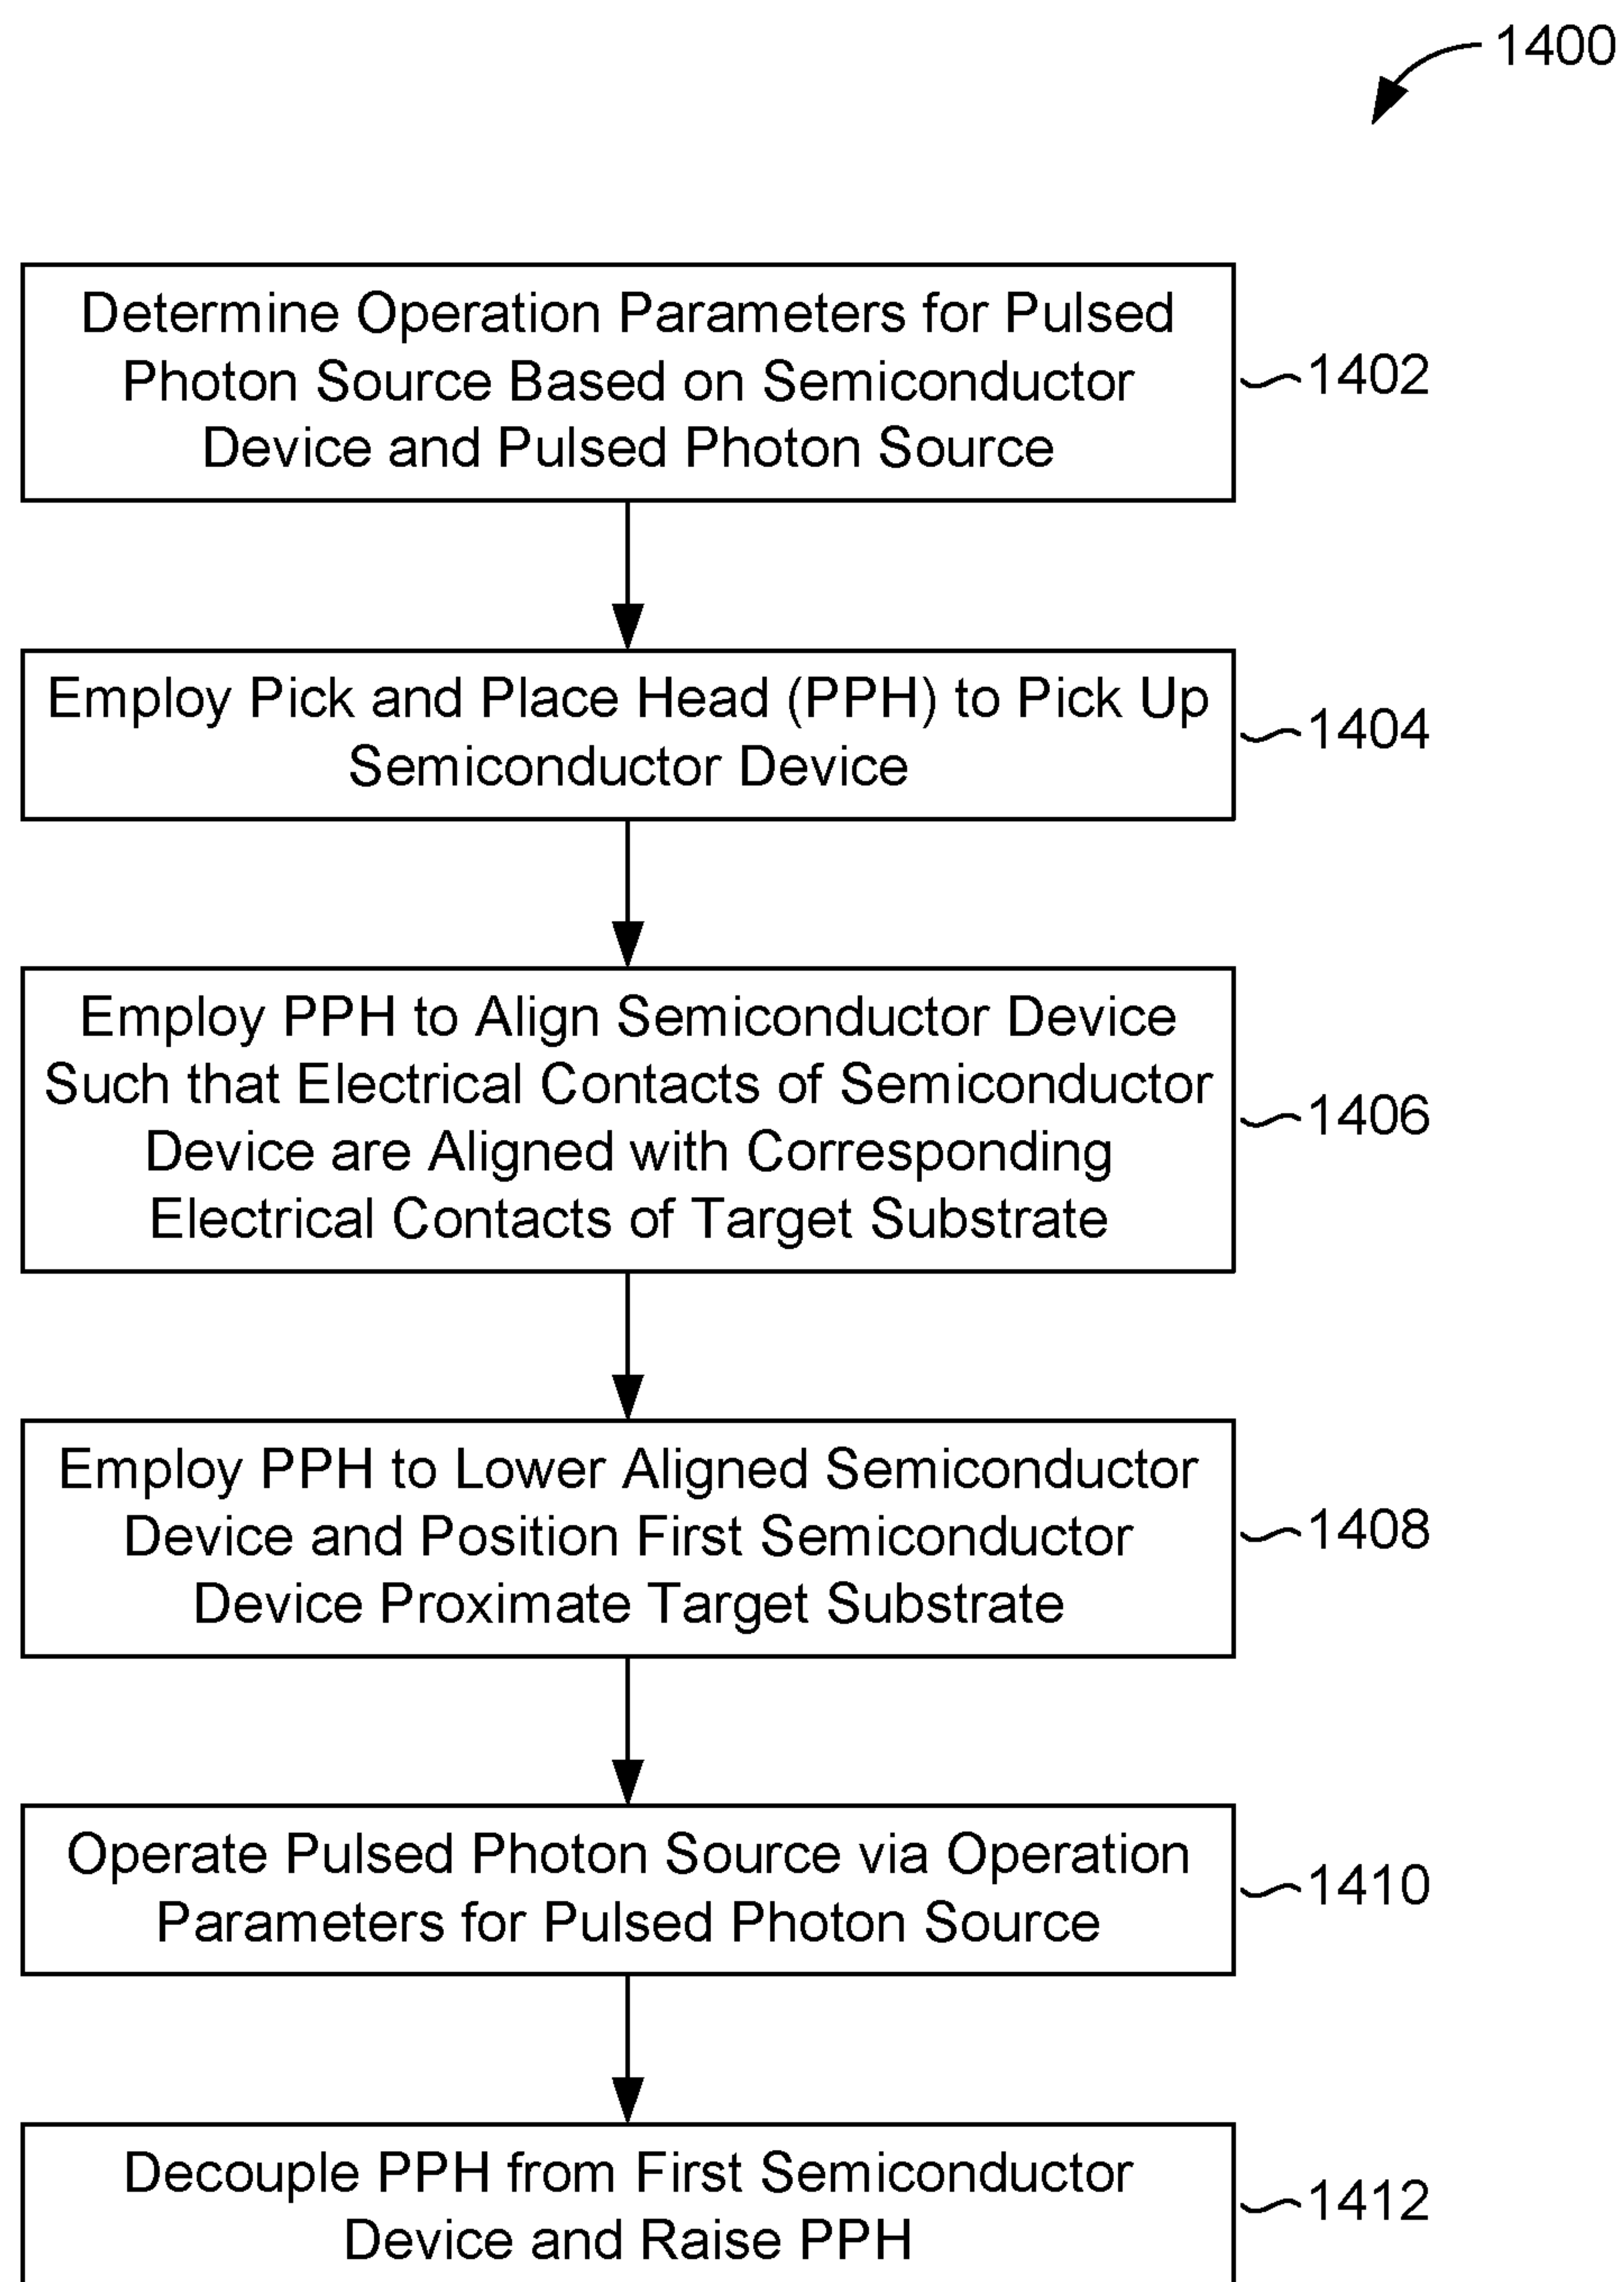 1400
Determine Operation Parameters for Pulsed
Photon Source Based on Semiconductor
Device and Pulsed Photon Source
1402
Employ Pick and Place Head (PPH) to Pick Up
Semiconductor Device
1404
Employ PPH to Align Semiconductor Device
Such that Electrical Contacts of Semiconductor
Device are Aligned with Corresponding
Electrical Contacts of Target Substrate
1406
Employ PPH to Lower Aligned Semiconductor
Device and Position First Semiconductor
Device Proximate Target Substrate
1408
Operate Pulsed Photon Source via Operation
Parameters for Pulsed Photon Source
1410
Decouple PPH from First Semiconductor
Device and Raise PPH
1412